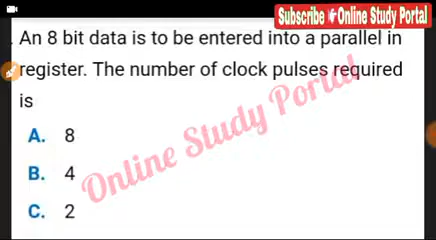 Subscribe Online Study Portal
. An 8 bit data is to be entered into a parallel in
register. The number of clock pulses required
is
A. 8
B. 4
C. 2
Online Study Portal